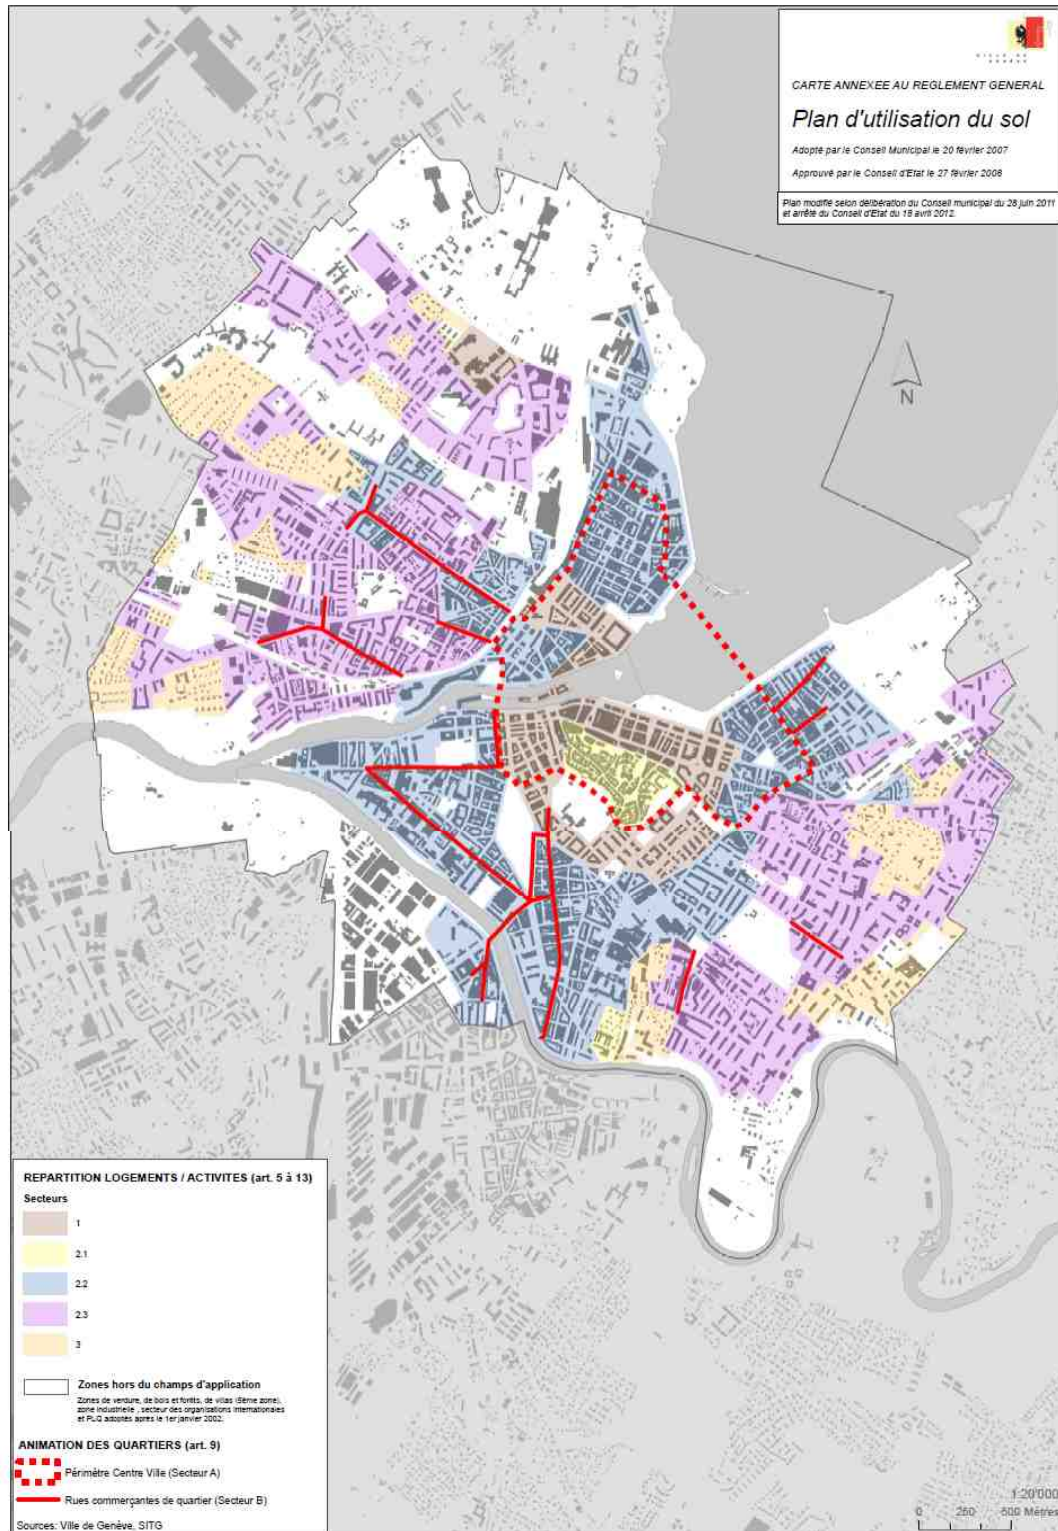 VILLE DE
GENÈVE
CARTE ANNEXEE AU REGLEMENT GENERAL
Plan d'utilisation du sol
Adopté par le Conseil Municipal le 20 février 2007
Approuvé par le Conseil d'Etat le 27 février 2008
Plan modifié selon délibération du Conseil municipal du 28 juin 2011
et arrêté du Conseil d'Etat du 18 avril 2012.
N
REPARTITION LOGEMENTS / ACTIVITES (art. 5 à 13)
Secteurs
1
2.1
2.2
2.3
3
Zones hors du champs d'application
Zones de verdure, de bois et forêts, de villas (5ème zone),
zone industrielle , secteur des organisations internationales
et PLQ adoptés après le 1er janvier 2002.
ANIMATION DES QUARTIERS (art. 9)
Périmètre Centre Ville (Secteur A)
Rues commerçantes de quartier (Secteur B)
Sources: Ville de Genève, SITG
1:20'000
0 250 500 Mètres